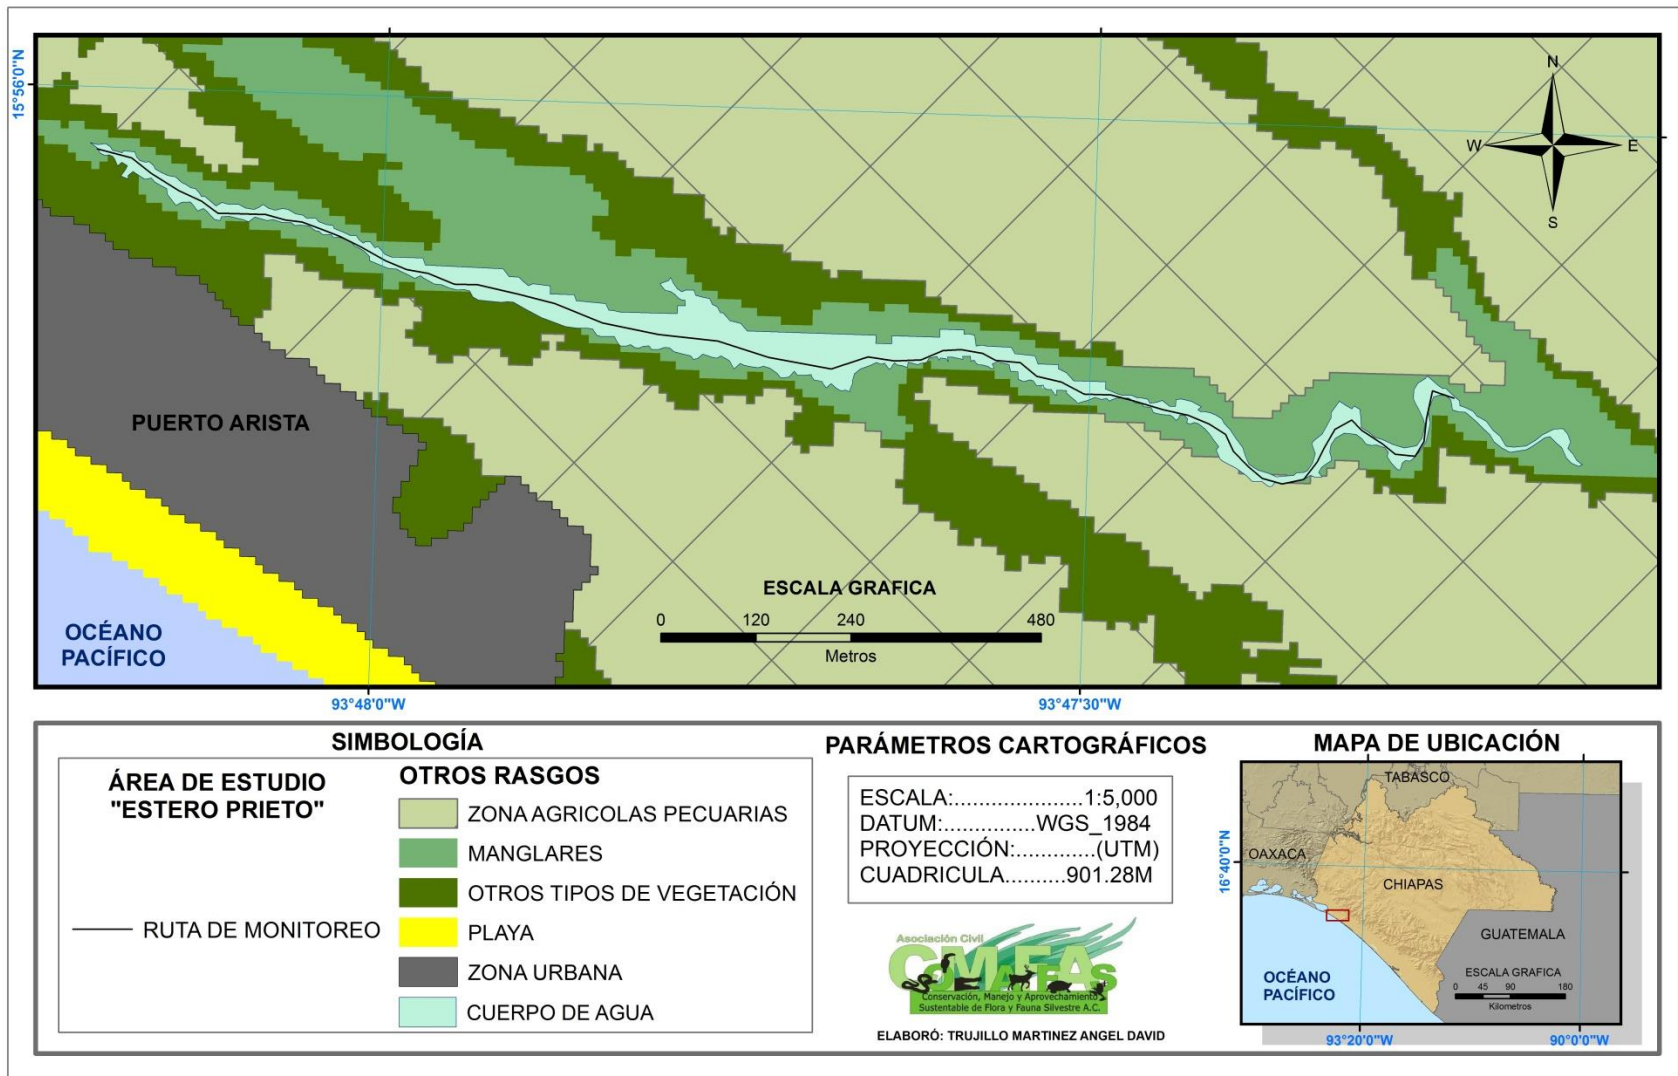 15°56'0"N
N
W
E
S
PUERTO ARISTA
OCÉANO
PACÍFICO
ESCALA GRAFICA
0 120 240 480
Metros
93°48'0"W
93°47'30"W
SIMBOLOGÍA
ÁREA DE ESTUDIO
"ESTERO PRIETO"
RUTA DE MONITOREO
OTROS RASGOS
ZONA AGRICOLAS PECUARIAS
MANGLARES
OTROS TIPOS DE VEGETACIÓN
PLAYA
ZONA URBANA
CUERPO DE AGUA
PARÁMETROS CARTOGRÁFICOS
ESCALA:.....................1:5,000
DATUM:...............WGS_1984
PROYECCIÓN:.............(UTM)
CUADRICULA..........901.28M
Asociación Civil
COMAFFAS
Conservación, Manejo y Aprovechamiento
Sustentable de Flora y Fauna Silvestre A.C.
ELABORÓ: TRUJILLO MARTINEZ ANGEL DAVID
MAPA DE UBICACIÓN
TABASCO
16°40'0"N
OAXACA
CHIAPAS
GUATEMALA
OCÉANO
PACÍFICO
ESCALA GRAFICA
0 45 90 180
Kilometros
93°20'0"W
90°0'0"W